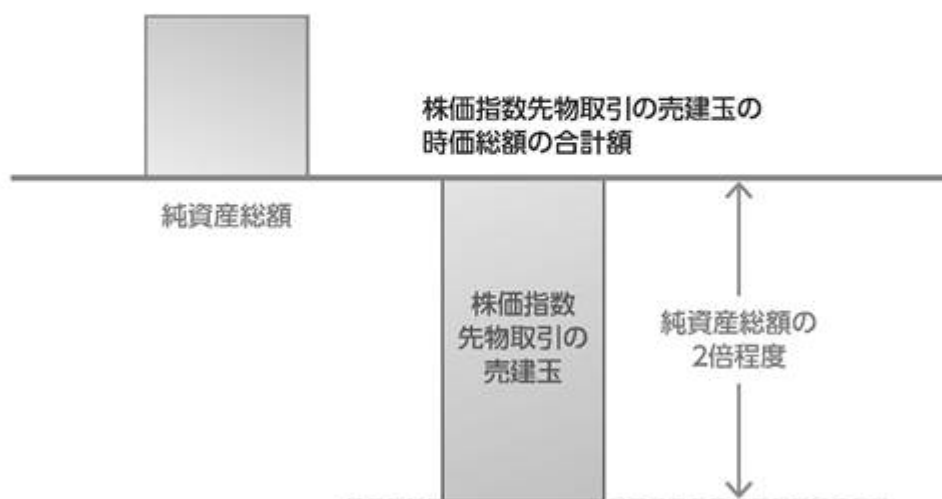 株価指数先物取引の売建玉の
時価総額の合計額
純資産総額
株価指数
先物取引の
売建玉
純資産総額の
2倍程度